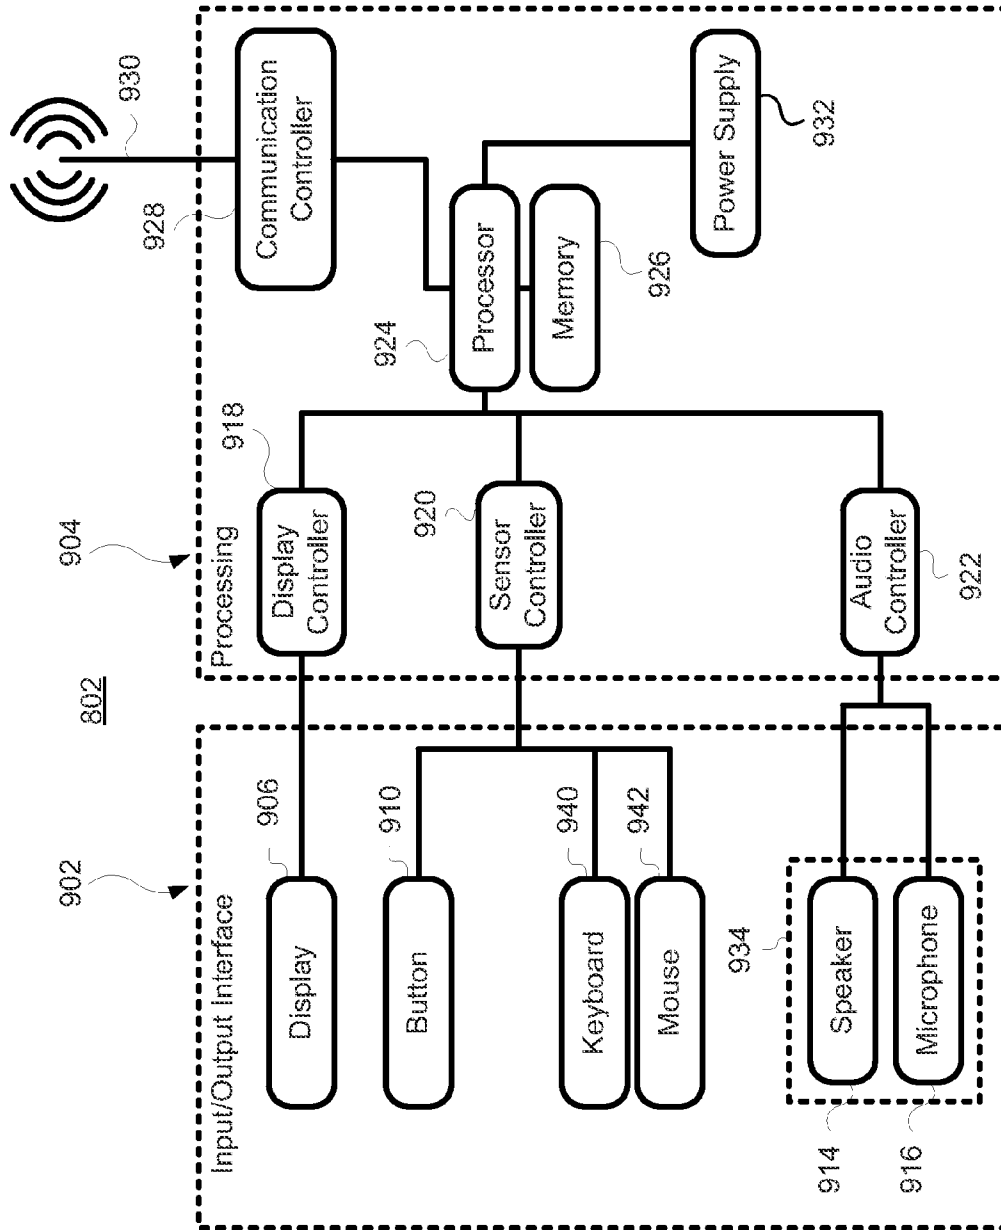 802
902
904
Input/Output Interface
Display
906
Button
910
Keyboard
940
Mouse
942
934
Speaker
914
Microphone
916
Processing
Display
Controller
918
Sensor
Controller
920
Audio
Controller
922
Processor
924
Memory
926
Communication
Controller
928
930
Power Supply
932